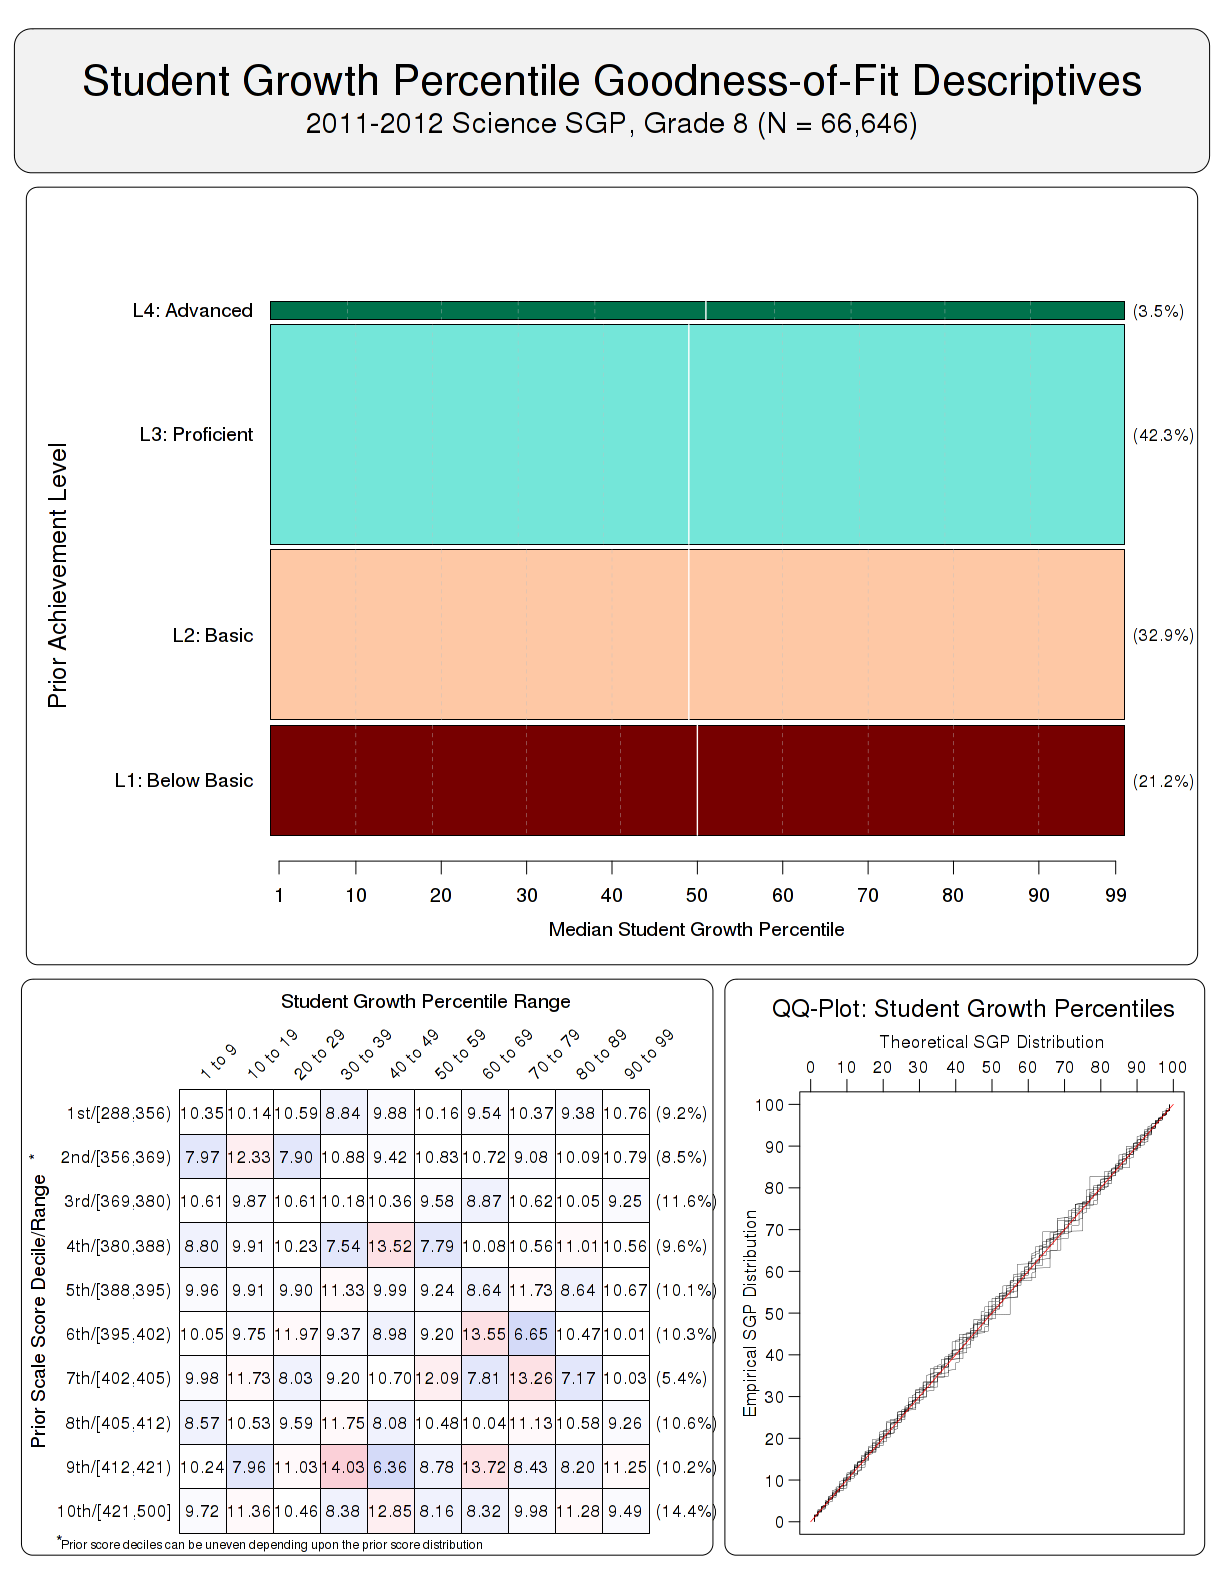 Student Growth Percentile Goodness-of-Fit Descriptives
2011-2012 Science SGP, Grade 8 (N = 66,646)
Prior Achievement Level
L4: Advanced (3.5%)
L3: Proficient (42.3%)
L2: Basic (32.9%)
L1: Below Basic (21.2%)
1 10 20 30 40 50 60 70 80 90 99
Median Student Growth Percentile
Student Growth Percentile Range
1 to 9 10 to 19 20 to 29 30 to 39 40 to 49 50 to 59 60 to 69 70 to 79 80 to 89 90 to 99
Prior Scale Score Decile/Range *
1st/[288,356) 10.35 10.14 10.59 8.84 9.88 10.16 9.54 10.37 9.38 10.76 (9.2%)
2nd/[356,369) 7.97 12.33 7.90 10.88 9.42 10.83 10.72 9.08 10.09 10.79 (8.5%)
3rd/[369,380) 10.61 9.87 10.61 10.18 10.36 9.58 8.87 10.62 10.05 9.25 (11.6%)
4th/[380,388) 8.80 9.91 10.23 7.54 13.52 7.79 10.08 10.56 11.01 10.56 (9.6%)
5th/[388,395) 9.96 9.91 9.90 11.33 9.99 9.24 8.64 11.73 8.64 10.67 (10.1%)
6th/[395,402) 10.05 9.75 11.97 9.37 8.98 9.20 13.55 6.65 10.47 10.01 (10.3%)
7th/[402,405) 9.98 11.73 8.03 9.20 10.70 12.09 7.81 13.26 7.17 10.03 (5.4%)
8th/[405,412) 8.57 10.53 9.59 11.75 8.08 10.48 10.04 11.13 10.58 9.26 (10.6%)
9th/[412,421) 10.24 7.96 11.03 14.03 6.36 8.78 13.72 8.43 8.20 11.25 (10.2%)
10th/[421,500] 9.72 11.36 10.46 8.38 12.85 8.16 8.32 9.98 11.28 9.49 (14.4%)
*Prior score deciles can be uneven depending upon the prior score distribution
QQ-Plot: Student Growth Percentiles
Theoretical SGP Distribution
0 10 20 30 40 50 60 70 80 90 100
Empirical SGP Distribution
100
90
80
70
60
50
40
30
20
10
0